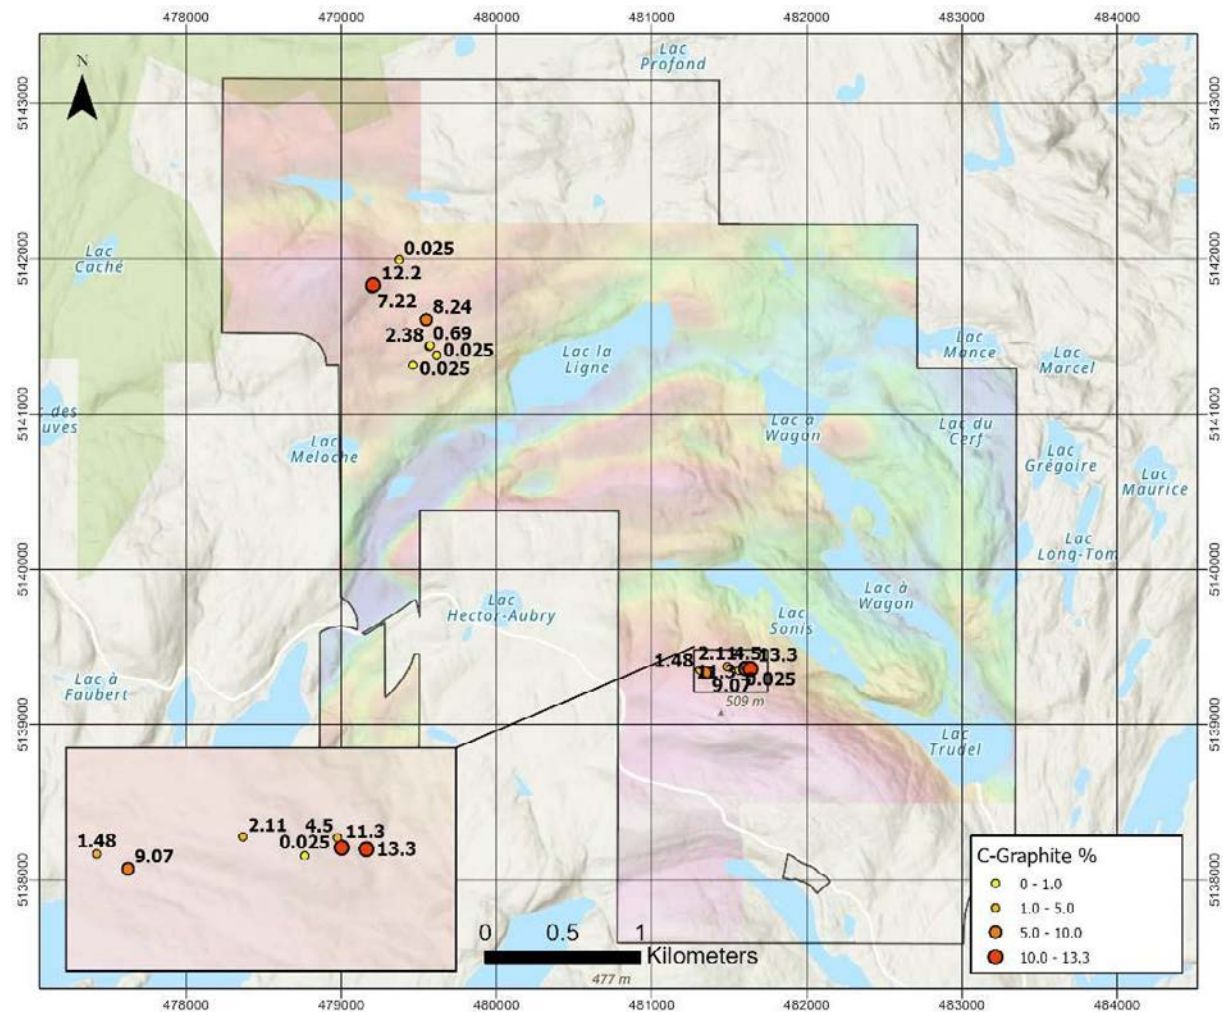 478000 479000 480000 481000 482000 483000 484000
N
Lac
Profond
5143000
5143000
Lac
Caché
0.025
5142000
5142000
12.2
7.22
8.24
2.38 0.69
0.025
0.025
Lac la
Ligne
Lac
Mance
Lac
Marcel
5141000
5141000
des
uves
Lac
Meloche
Lac à
Wagon
Lac du
Cerf
Lac
Grégoire
Lac
Maurice
Lac
Long-Tom
5140000
5140000
Lac
Hector-Aubry
Lac
Sonis
Lac à
Wagon
Lac à
Faubert
1.48
2.11
4.5
13.3
11.3
0.025
9.07
509 m
5139000
5139000
Lac
Trudel
1.48
9.07
2.11
4.5
0.025
11.3
13.3
5138000
5138000
C-Graphite %
0 - 1.0
1.0 - 5.0
5.0 - 10.0
10.0 - 13.3
0 0.5 1
Kilometers
477 m
478000 479000 480000 481000 482000 483000 484000